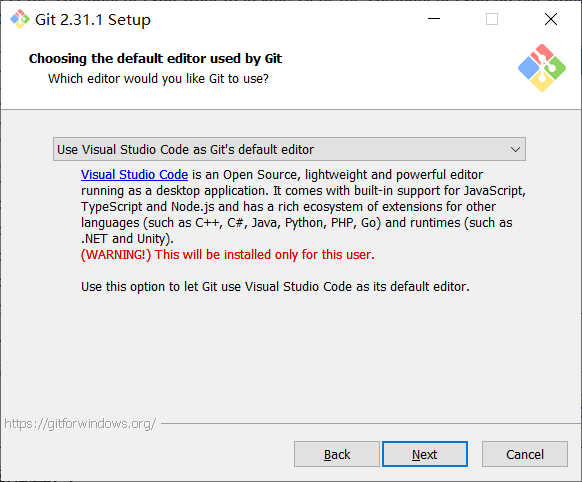 Git 2.31.1 Setup
Choosing the default editor used by Git
Which editor would you like Git to use?
Use Visual Studio Code as Git's default editor
Visual Studio Code is an Open Source, lightweight and powerful editor
running as a desktop application. It comes with built-in support for JavaScript,
TypeScript and Node.js and has a rich ecosystem of extensions for other
languages (such as C++, C#, Java, Python, PHP, Go) and runtimes (such as
.NET and Unity).
(WARNING!) This will be installed only for this user.
Use this option to let Git use Visual Studio Code as its default editor.
https://gitforwindows.org/
Back
Next
Cancel